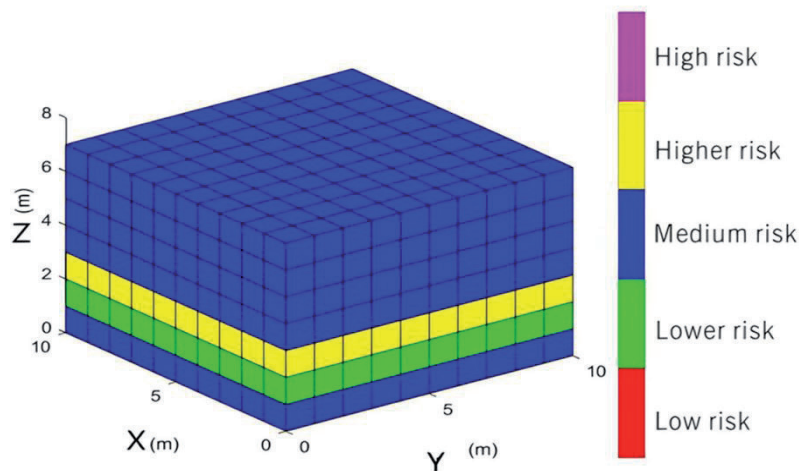 High risk
Higher risk
Medium risk
Lower risk
Low risk
8
6
4
2
0
Z (m)
10
5
0
X (m)
0
5
10
Y (m)